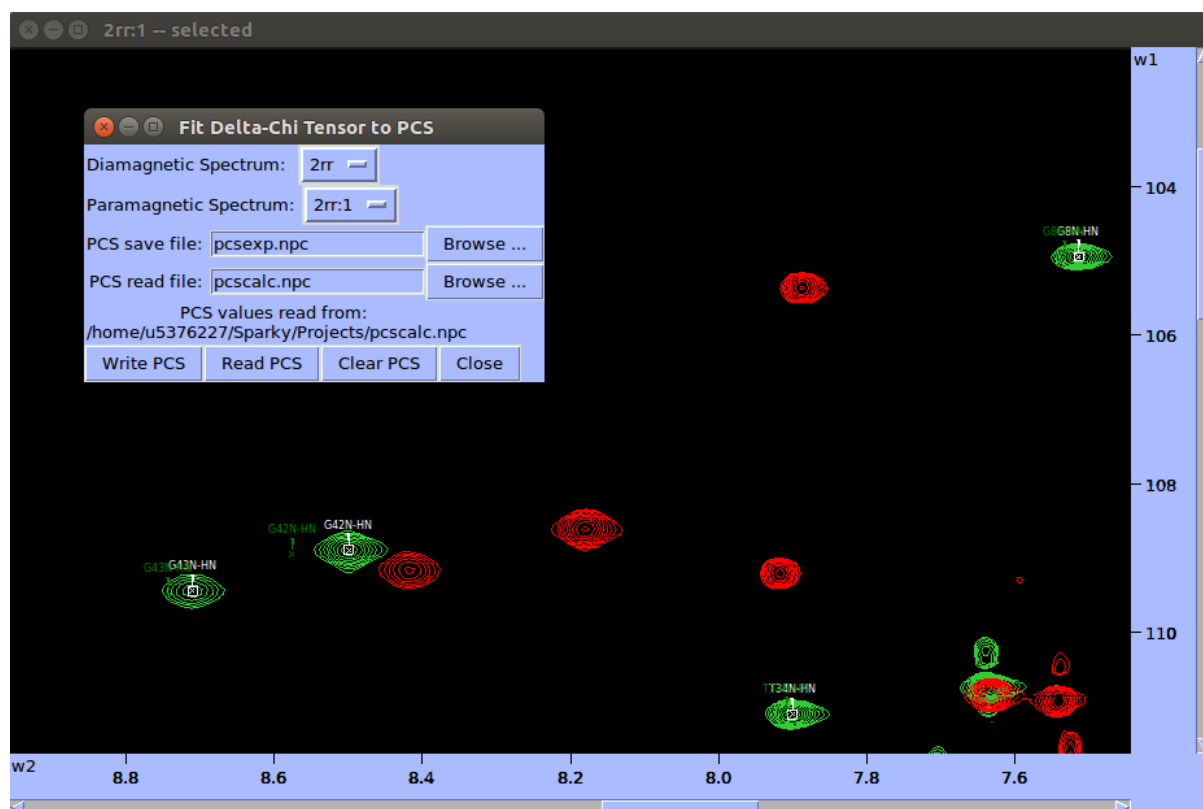 2rr:1 -- selected
w1
Fit Delta-Chi Tensor to PCS
Diamagnetic Spectrum: 2rr
Paramagnetic Spectrum: 2rr:1
PCS save file: pcsexp.npc Browse ...
PCS read file: pcscalc.npc Browse ...
PCS values read from:
/home/u5376227/Sparky/Projects/pcscalc.npc
Write PCS Read PCS Clear PCS Close
104
G8N-HN
106
108
G42N-HN G42N-HN
G43N-HN
110
T34N-HN
w2
8.8 8.6 8.4 8.2 8.0 7.8 7.6